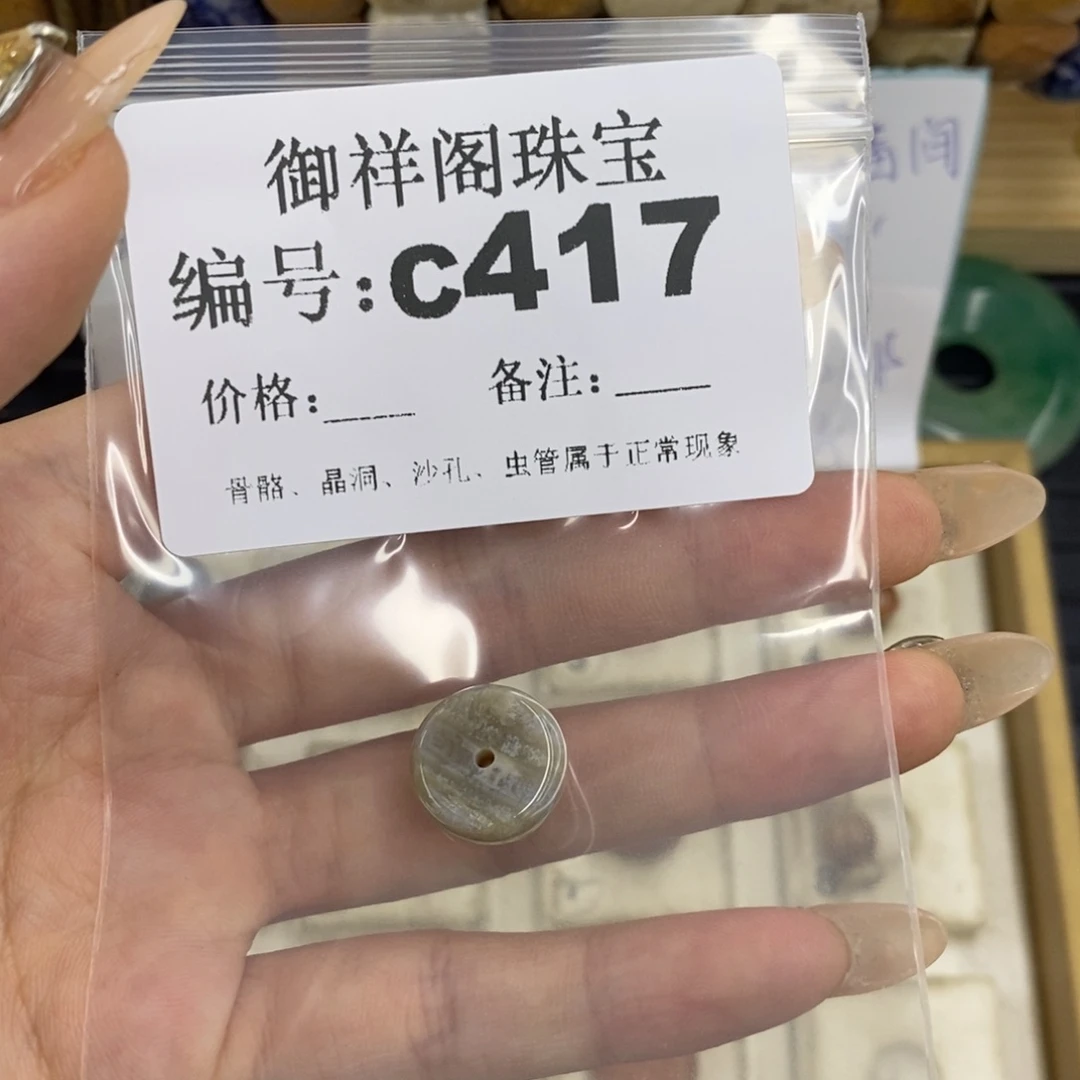 御祥阁珠宝
编号:c417
价格:____ 备注:____
骨骼、晶洞、沙孔、虫管属于正常现象